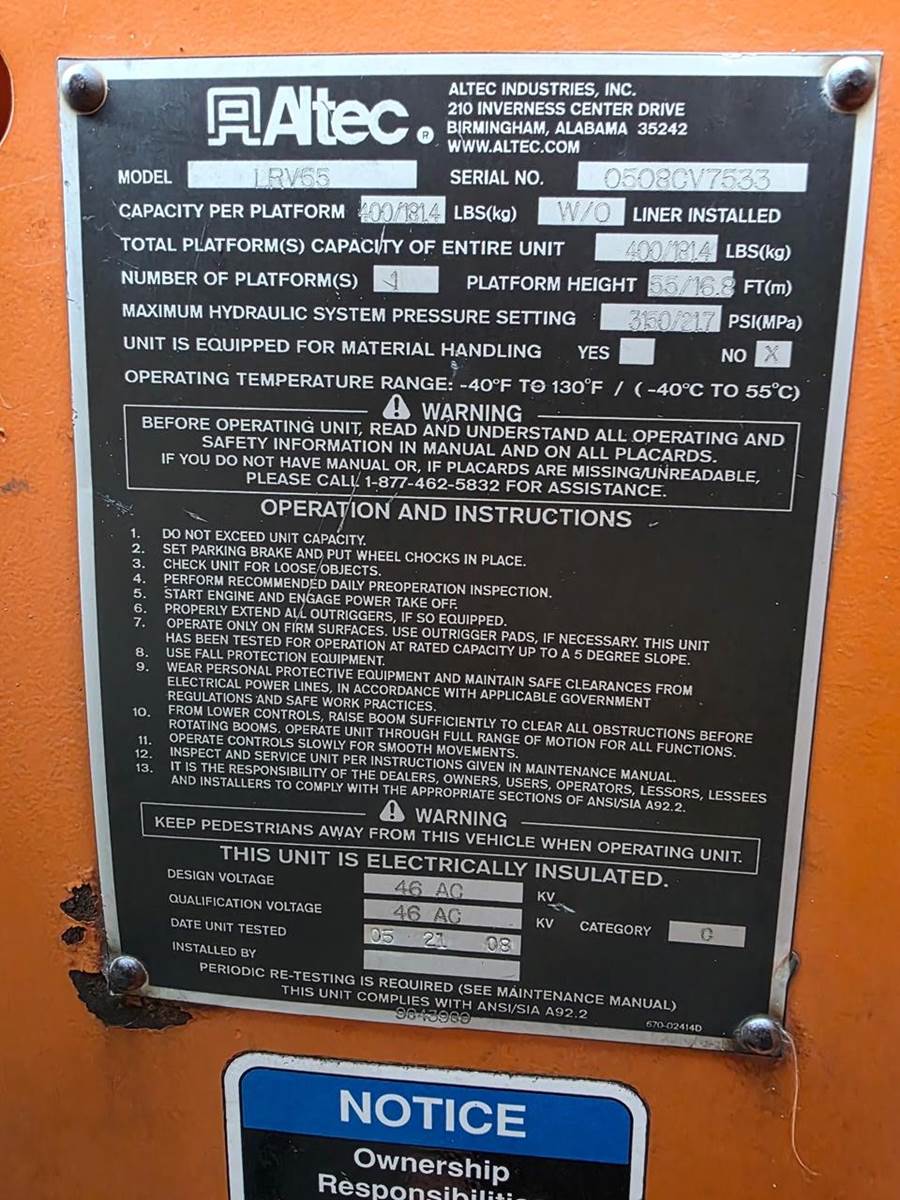 Altec®
ALTEC INDUSTRIES, INC.
210 INVERNESS CENTER DRIVE
BIRMINGHAM, ALABAMA 35242
WWW.ALTEC.COM
MODEL LRV65 SERIAL NO. 0508CV7533
CAPACITY PER PLATFORM 400/181.4 LBS(kg) W/O LINER INSTALLED
TOTAL PLATFORM(S) CAPACITY OF ENTIRE UNIT 400/181.4 LBS(kg)
NUMBER OF PLATFORM(S) 1 PLATFORM HEIGHT 55/16.8 FT(m)
MAXIMUM HYDRAULIC SYSTEM PRESSURE SETTING 3150/21.7 PSI(MPa)
UNIT IS EQUIPPED FOR MATERIAL HANDLING YES NO X
OPERATING TEMPERATURE RANGE: -40°F TO 130°F / ( -40°C TO 55°C)
WARNING
BEFORE OPERATING UNIT, READ AND UNDERSTAND ALL OPERATING AND
SAFETY INFORMATION IN MANUAL AND ON ALL PLACARDS.
IF YOU DO NOT HAVE MANUAL OR, IF PLACARDS ARE MISSING/UNREADABLE,
PLEASE CALL 1-877-462-5832 FOR ASSISTANCE.
OPERATION AND INSTRUCTIONS
1. DO NOT EXCEED UNIT CAPACITY.
2. SET PARKING BRAKE AND PUT WHEEL CHOCKS IN PLACE.
3. CHECK UNIT FOR LOOSE OBJECTS.
4. PERFORM RECOMMENDED DAILY PREOPERATION INSPECTION.
5. START ENGINE AND ENGAGE POWER TAKE OFF.
6. PROPERLY EXTEND ALL OUTRIGGERS, IF SO EQUIPPED.
7. OPERATE ONLY ON FIRM SURFACES. USE OUTRIGGER PADS, IF NECESSARY. THIS UNIT
HAS BEEN TESTED FOR OPERATION AT RATED CAPACITY UP TO A 5 DEGREE SLOPE.
8. USE FALL PROTECTION EQUIPMENT.
9. WEAR PERSONAL PROTECTIVE EQUIPMENT AND MAINTAIN SAFE CLEARANCES FROM
ELECTRICAL POWER LINES, IN ACCORDANCE WITH APPLICABLE GOVERNMENT
REGULATIONS AND SAFE WORK PRACTICES.
10. FROM LOWER CONTROLS, RAISE BOOM SUFFICIENTLY TO CLEAR ALL OBSTRUCTIONS BEFORE
ROTATING BOOMS. OPERATE UNIT THROUGH FULL RANGE OF MOTION FOR ALL FUNCTIONS.
11. OPERATE CONTROLS SLOWLY FOR SMOOTH MOVEMENTS.
12. INSPECT AND SERVICE UNIT PER INSTRUCTIONS GIVEN IN MAINTENANCE MANUAL.
13. IT IS THE RESPONSIBILITY OF THE DEALERS, OWNERS, USERS, OPERATORS, LESSORS, LESSEES
AND INSTALLERS TO COMPLY WITH THE APPROPRIATE SECTIONS OF ANSI/SIA A92.2.
WARNING
KEEP PEDESTRIANS AWAY FROM THIS VEHICLE WHEN OPERATING UNIT.
THIS UNIT IS ELECTRICALLY INSULATED.
DESIGN VOLTAGE 46 AC KV
QUALIFICATION VOLTAGE 46 AC KV CATEGORY C
DATE UNIT TESTED 05 21 08
INSTALLED BY
PERIODIC RE-TESTING IS REQUIRED (SEE MAINTENANCE MANUAL)
THIS UNIT COMPLIES WITH ANSI/SIA A92.2
670-02414D
NOTICE
Ownership